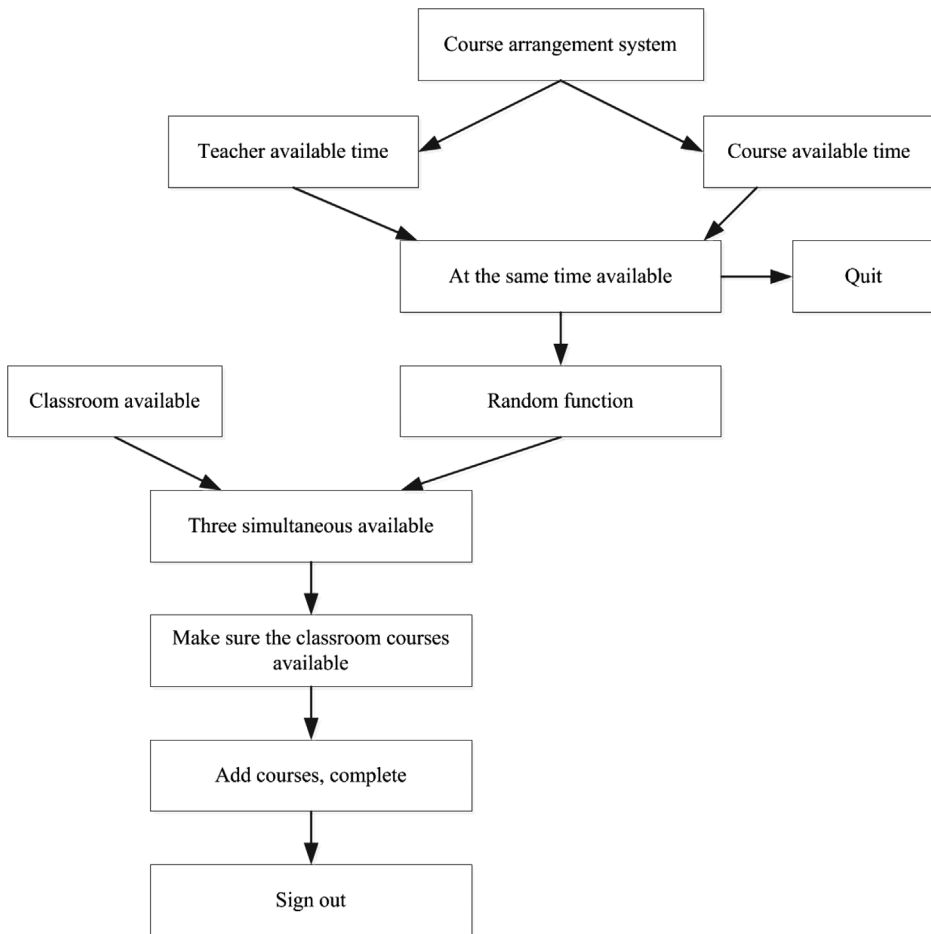 Course arrangement system
Teacher available time
Course available time
At the same time available
Quit
Classroom available
Random function
Three simultaneous available
Make sure the classroom courses
available
Add courses, complete
Sign out